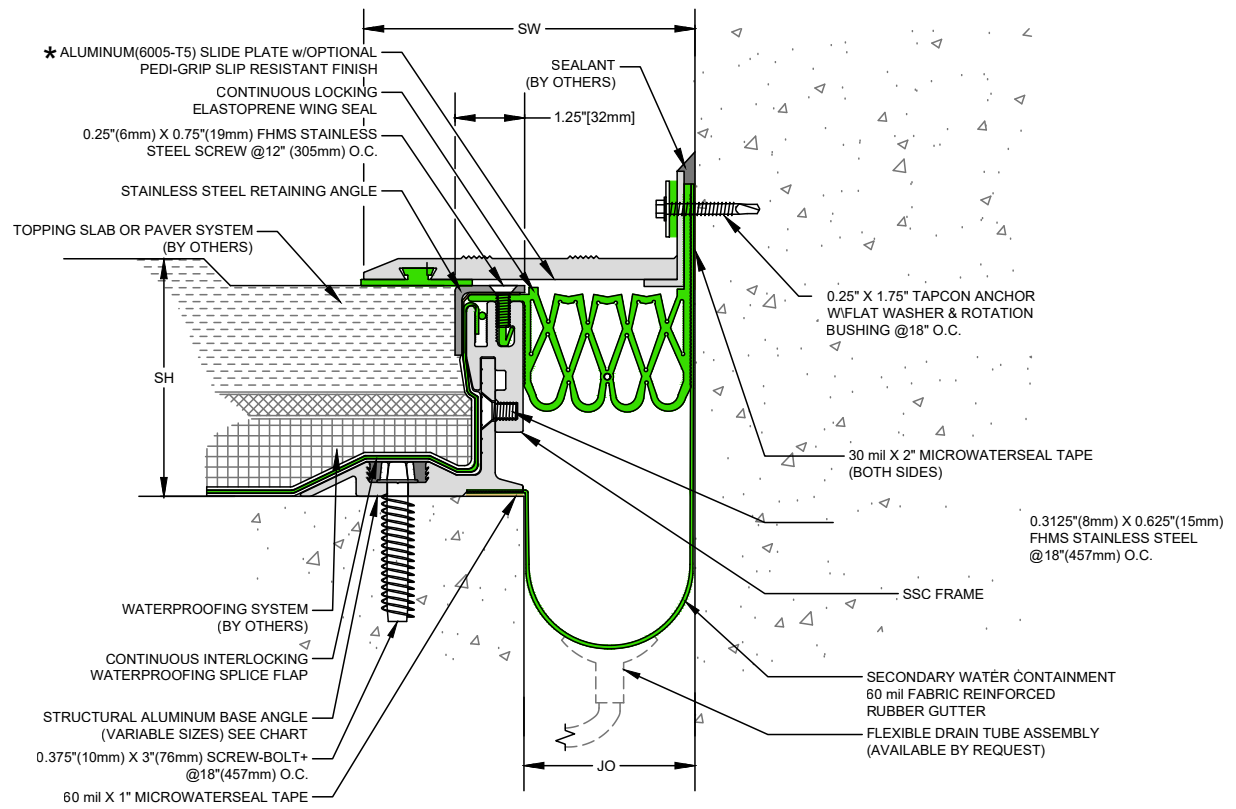 SW
* ALUMINUM(6005-T5) SLIDE PLATE w/OPTIONAL
PEDI-GRIP SLIP RESISTANT FINISH
CONTINUOUS LOCKING
ELASTOPRENE WING SEAL
0.25"(6mm) X 0.75"(19mm) FHMS STAINLESS
STEEL SCREW @12" (305mm) O.C.
STAINLESS STEEL RETAINING ANGLE
TOPPING SLAB OR PAVER SYSTEM
(BY OTHERS)
SEALANT
(BY OTHERS)
1.25"[32mm]
0.25" X 1.75" TAPCON ANCHOR
W\FLAT WASHER & ROTATION
BUSHING @18" O.C.
SH
30 mil X 2" MICROWATERSEAL TAPE
(BOTH SIDES)
0.3125"(8mm) X 0.625"(15mm)
FHMS STAINLESS STEEL
@18"(457mm) O.C.
SSC FRAME
WATERPROOFING SYSTEM
(BY OTHERS)
CONTINUOUS INTERLOCKING
WATERPROOFING SPLICE FLAP
STRUCTURAL ALUMINUM BASE ANGLE
(VARIABLE SIZES) SEE CHART
0.375"(10mm) X 3"(76mm) SCREW-BOLT+
@18"(457mm) O.C.
60 mil X 1" MICROWATERSEAL TAPE
SECONDARY WATER CONTAINMENT
60 mil FABRIC REINFORCED
RUBBER GUTTER
FLEXIBLE DRAIN TUBE ASSEMBLY
(AVAILABLE BY REQUEST)
JO